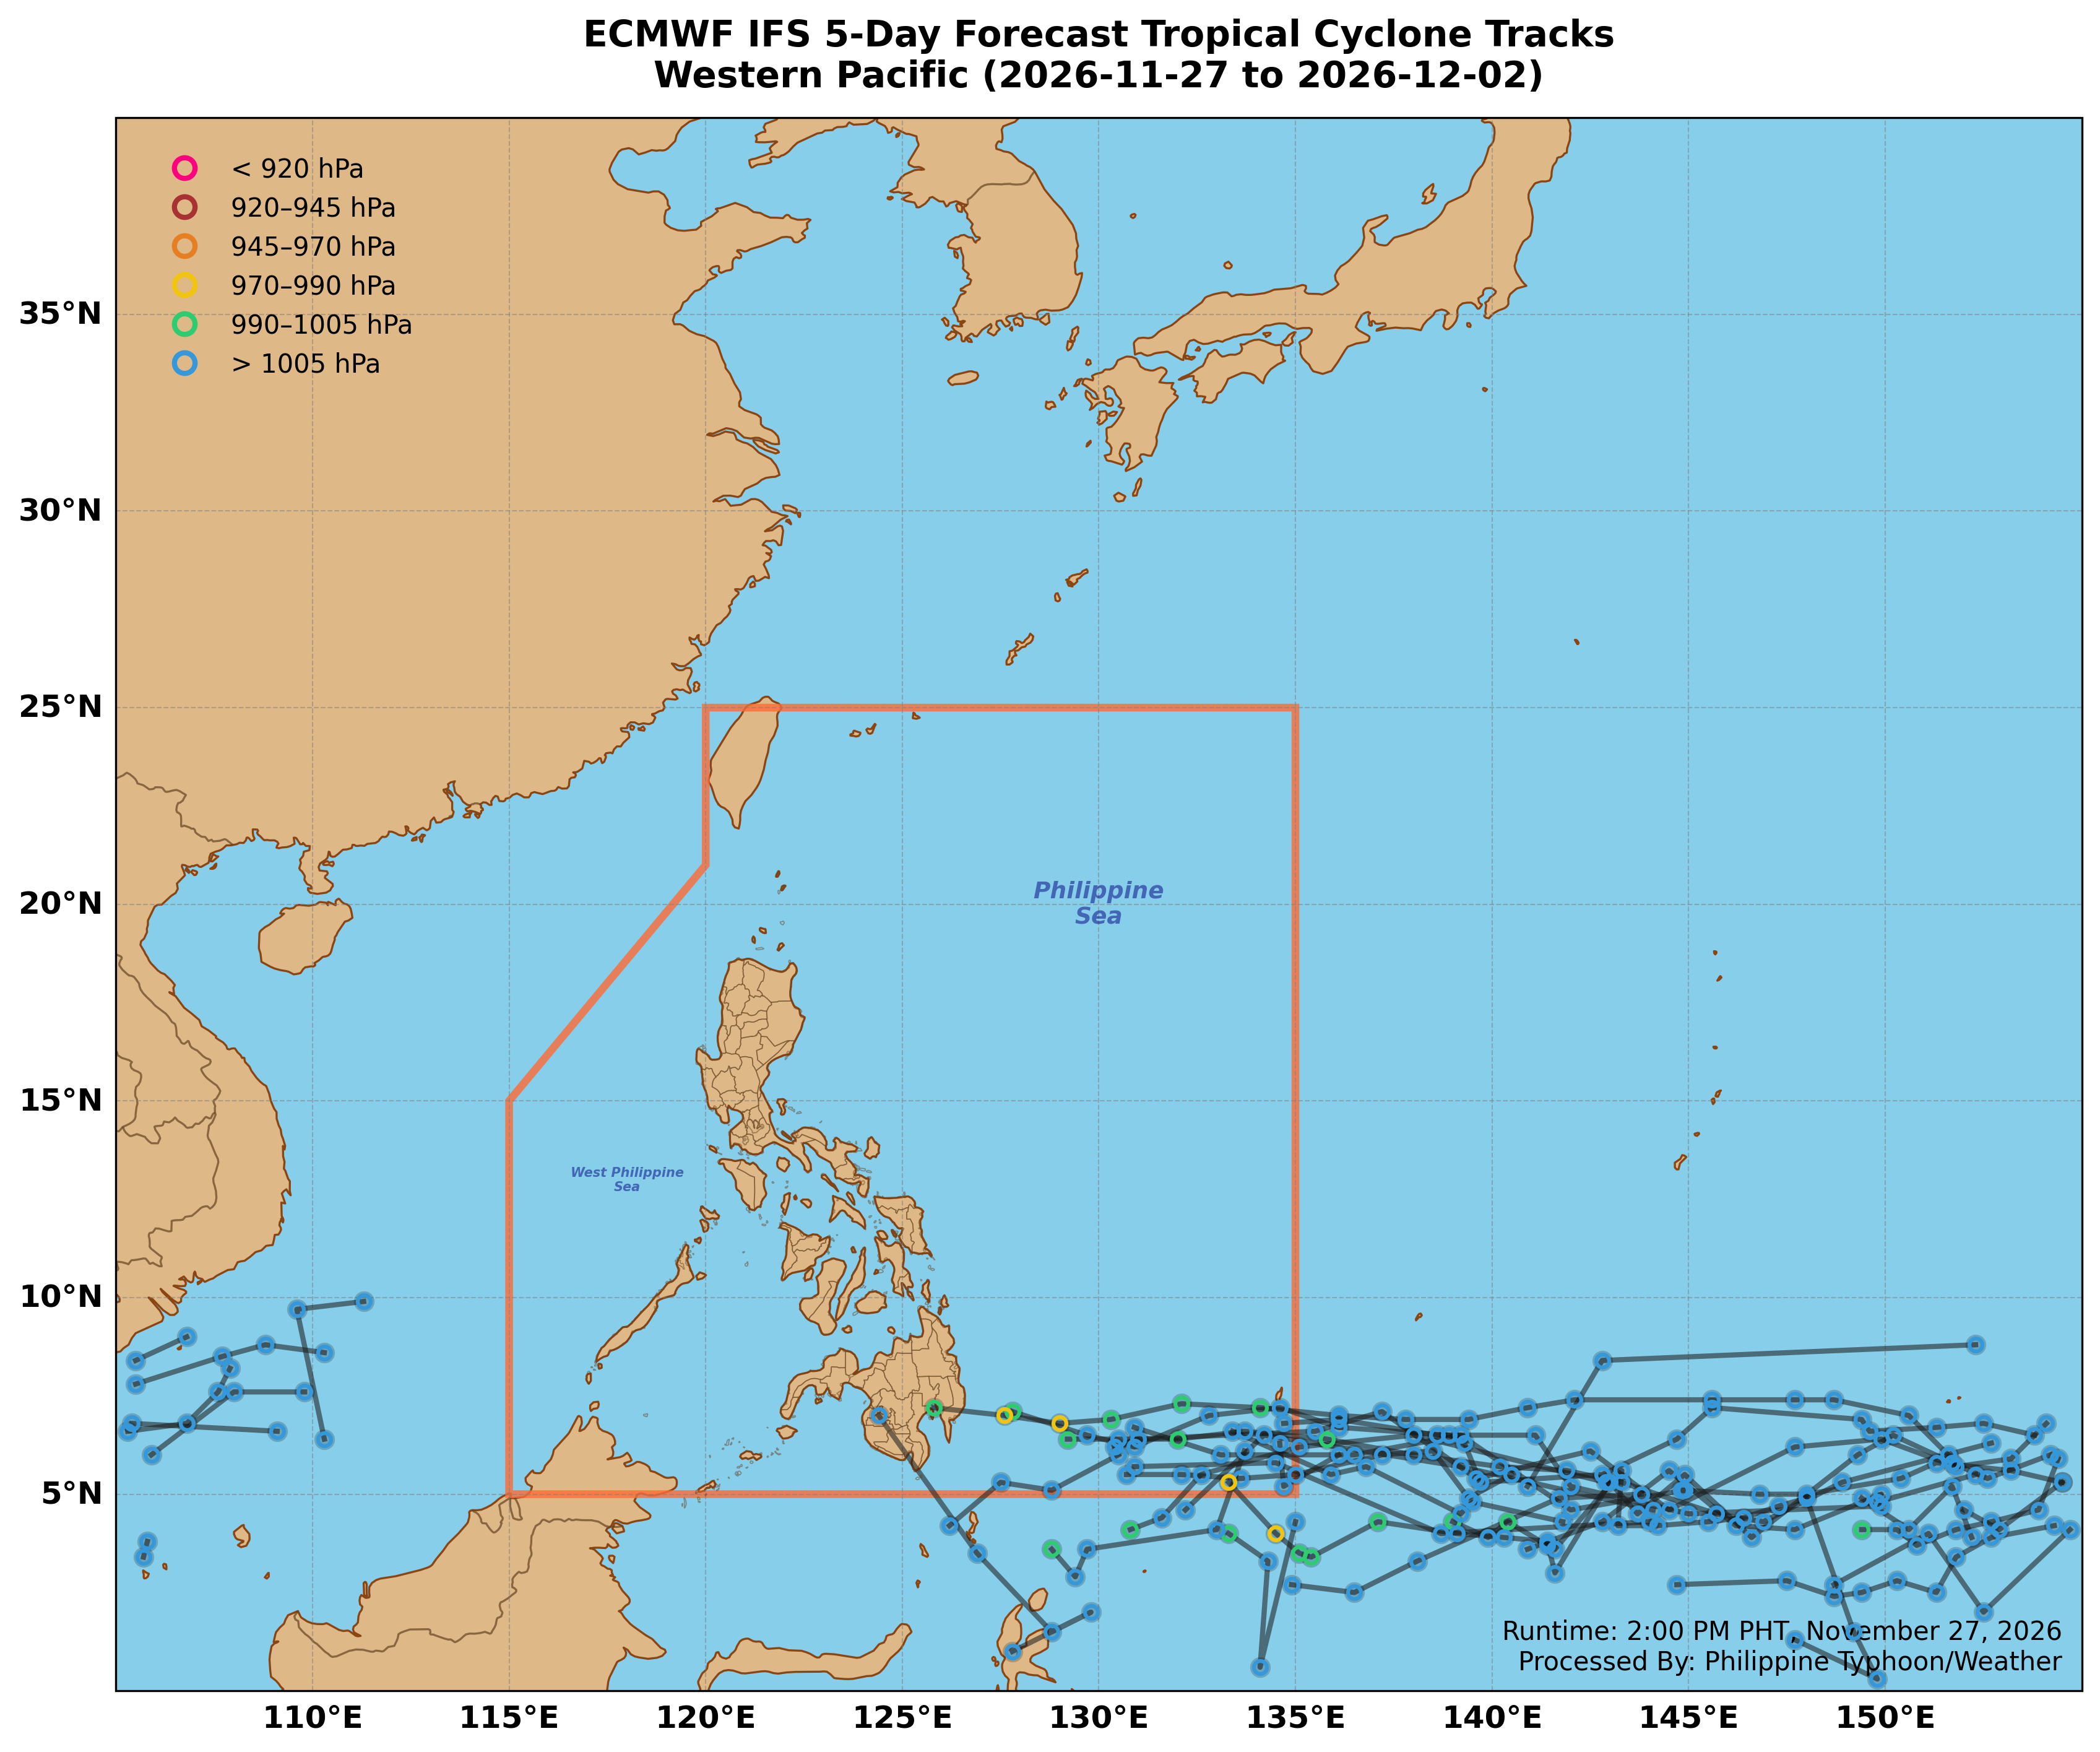 ECMWF IFS 5-Day Forecast Tropical Cyclone Tracks
Western Pacific (2026-11-27 to 2026-12-02)
< 920 hPa
920–945 hPa
945–970 hPa
970–990 hPa
990–1005 hPa
> 1005 hPa
35°N
30°N
25°N
20°N
15°N
10°N
5°N
Philippine
Sea
West Philippine
Sea
Runtime: 2:00 PM PHT, November 27, 2026
Processed By: Philippine Typhoon/Weather
110°E
115°E
120°E
125°E
130°E
135°E
140°E
145°E
150°E